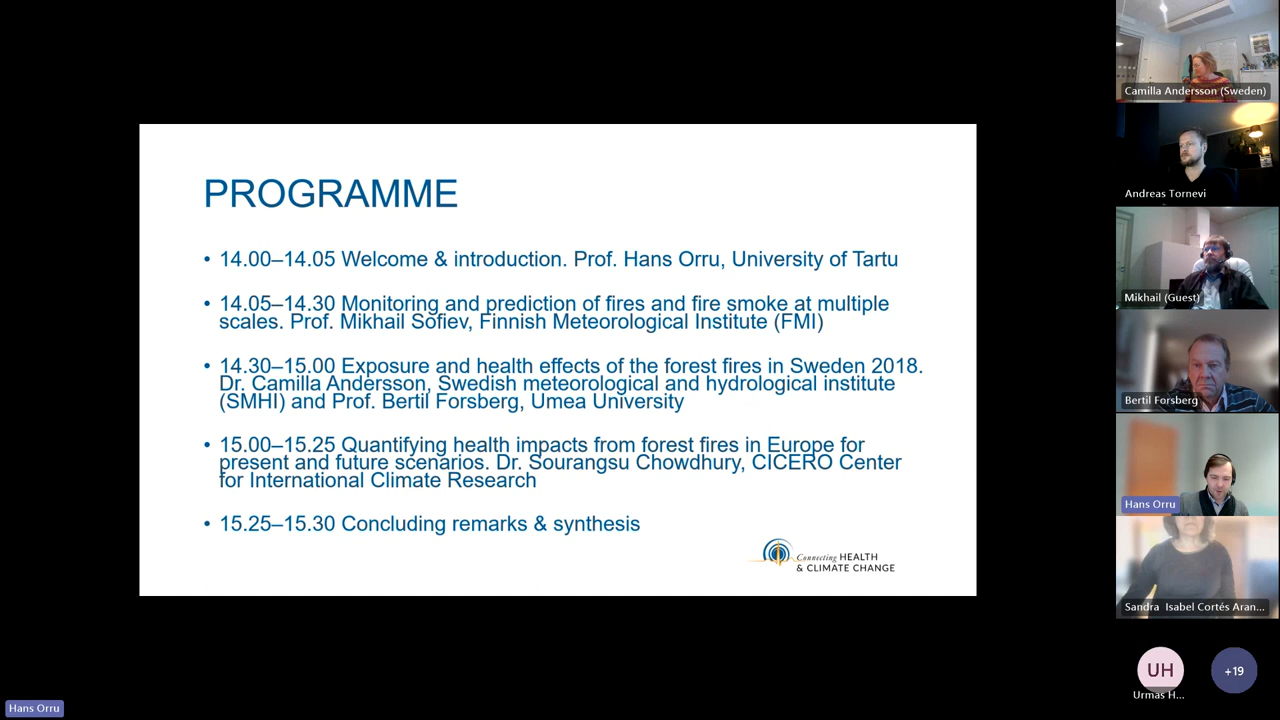 PROGRAMME
• 14.00–14.05 Welcome & introduction. Prof. Hans Orru, University of Tartu
• 14.05–14.30 Monitoring and prediction of fires and fire smoke at multiple
scales. Prof. Mikhail Sofiev, Finnish Meteorological Institute (FMI)
• 14.30–15.00 Exposure and health effects of the forest fires in Sweden 2018.
Dr. Camilla Andersson, Swedish meteorological and hydrological institute
(SMHI) and Prof. Bertil Forsberg, Umea University
• 15.00–15.25 Quantifying health impacts from forest fires in Europe for
present and future scenarios. Dr. Sourangsu Chowdhury, CICERO Center
for International Climate Research
• 15.25–15.30 Concluding remarks & synthesis
Connecting HEALTH
& CLIMATE CHANGE
Camilla Andersson (Sweden)
Andreas Tornevi
Mikhail (Guest)
Bertil Forsberg
Hans Orru
Sandra Isabel Cortés Aran...
UH
+19
Urmas H...
Hans Orru